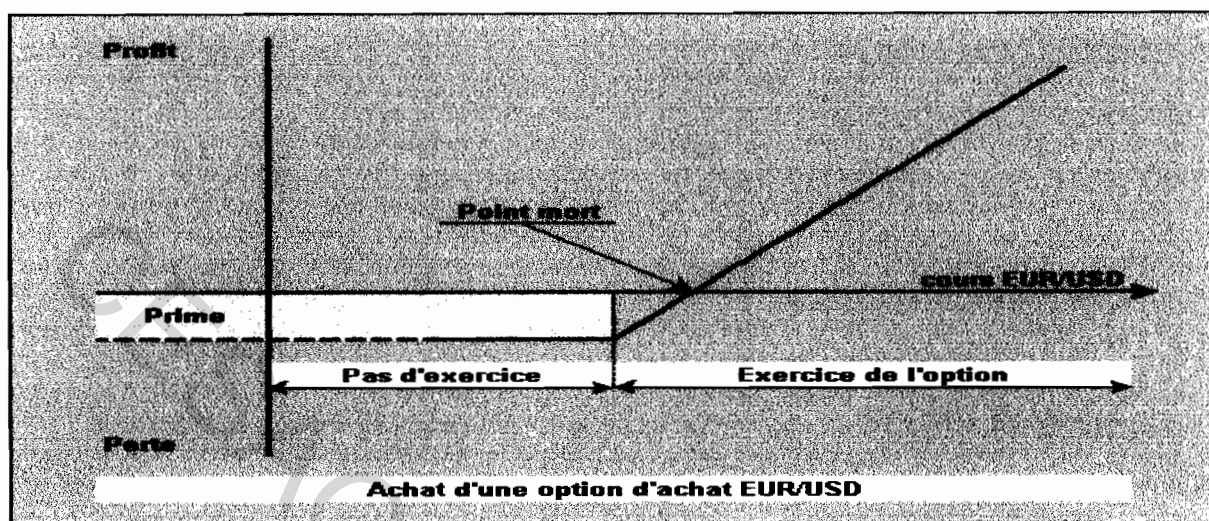 Profit
Point mort
cours EUR/USD
Prime
Pas d'exercice
Exercice de l'option
Perte
Achat d'une option d'achat EUR/USD